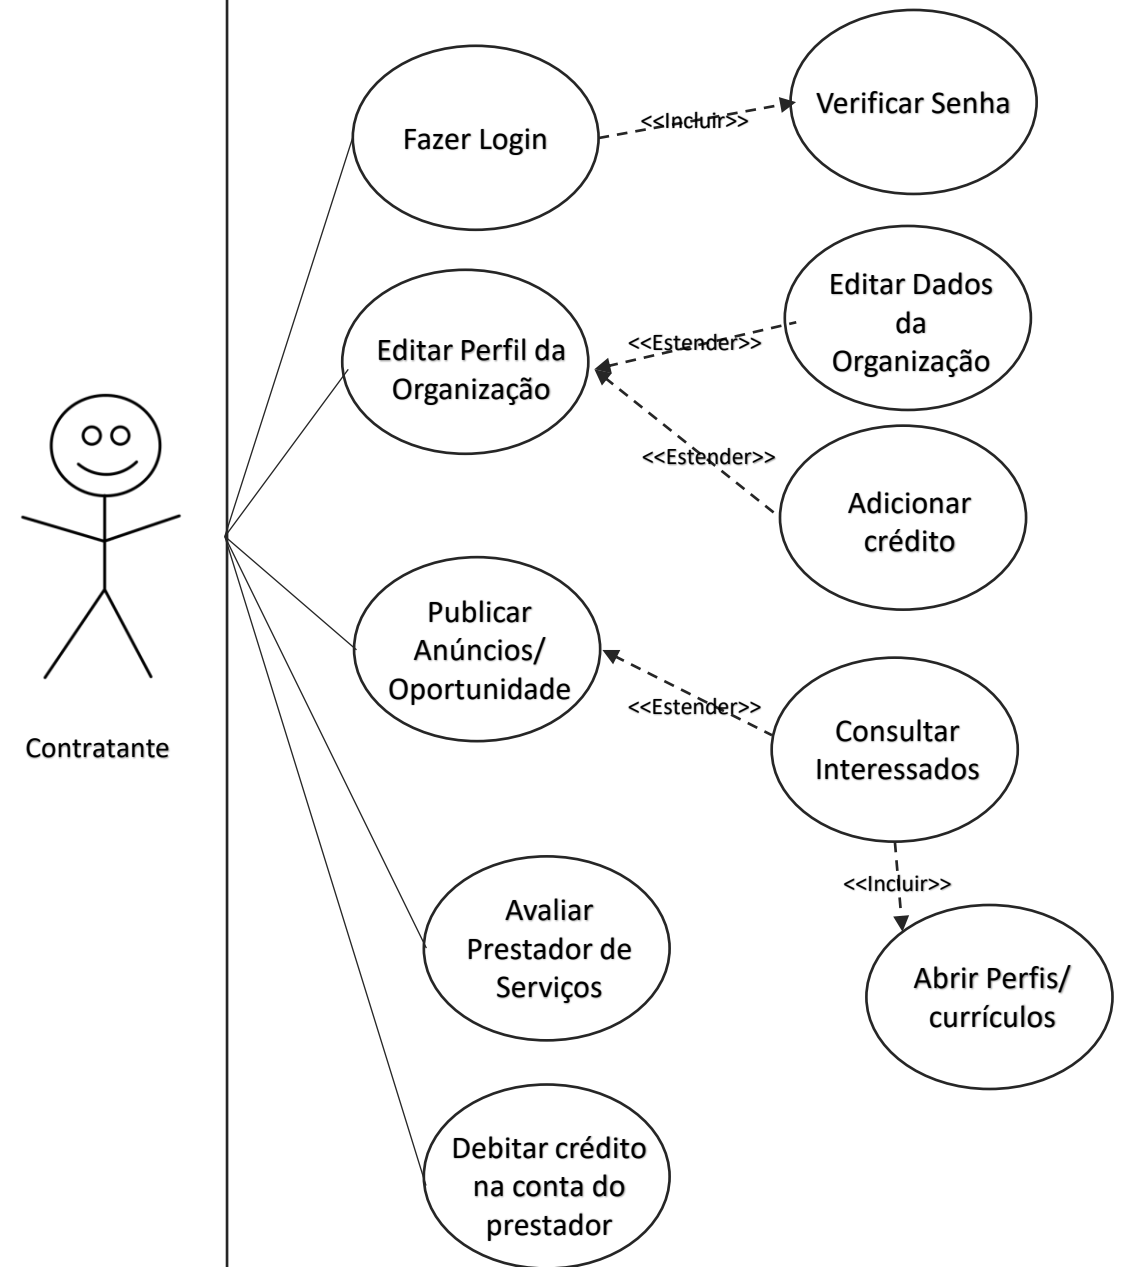 Fazer Login
<<Incluir>>
Verificar Senha
Editar Perfil da
Organização
<<Estender>>
Editar Dados
da
Organização
<<Estender>>
Adicionar
crédito
Contratante
Publicar
Anúncios/
Oportunidade
<<Estender>>
Consultar
Interessados
<<Incluir>>
Abrir Perfis/
currículos
Avaliar
Prestador de
Serviços
Debitar crédito
na conta do
prestador